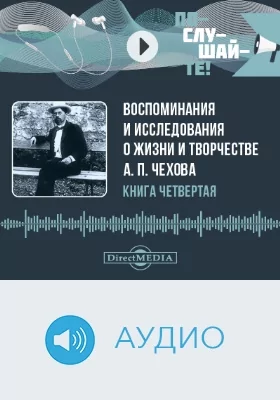 ПО-
СЛУ-
ШАЙ-
ТЕ!
ВОСПОМИНАНИЯ
И ИССЛЕДОВАНИЯ
О ЖИЗНИ И ТВОРЧЕСТВЕ
А. П. ЧЕХОВА
КНИГА ЧЕТВЕРТАЯ
DirectMEDIA
АУДИО